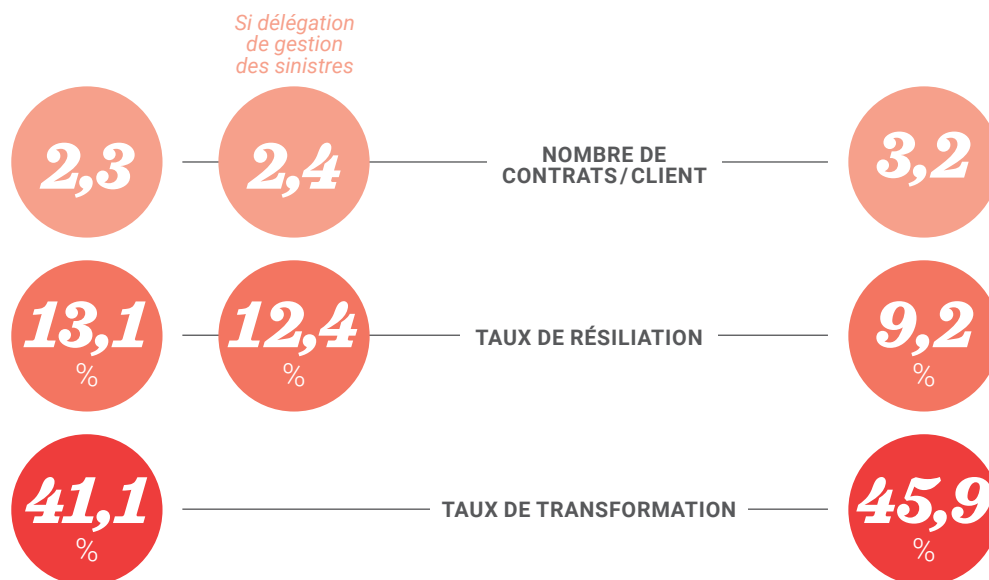 Si délégation
de gestion
des sinistres
2,3
2,4
NOMBRE DE
CONTRATS/CLIENT
3,2
13,1
%
12,4
%
TAUX DE RÉSILIATION
9,2
%
41,1
%
TAUX DE TRANSFORMATION
45,9
%